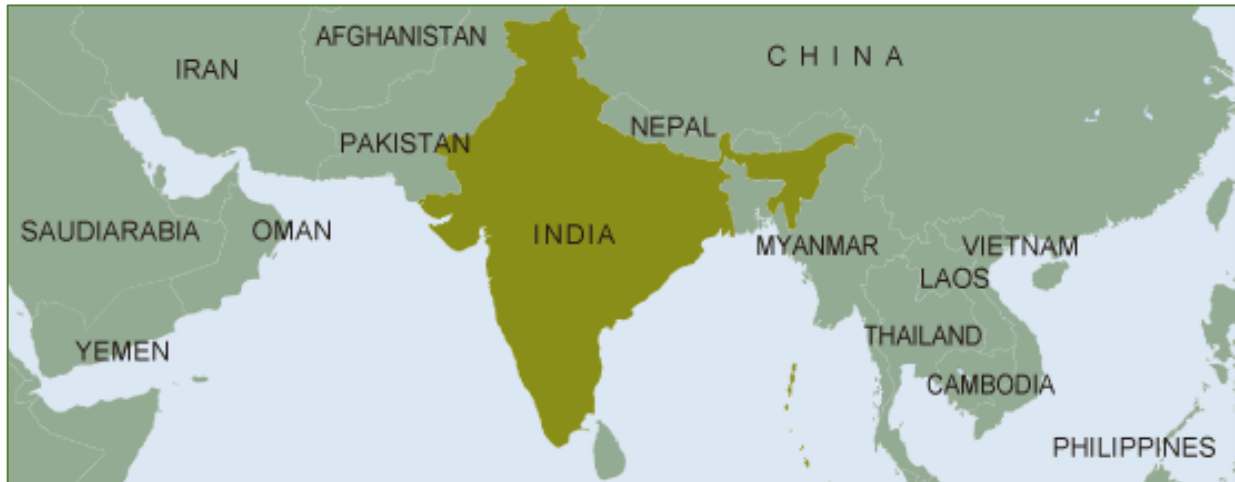 AFGHANISTAN
CHINA
IRAN
NEPAL
PAKISTAN
SAUDIARABIA
OMAN
INDIA
MYANMAR
VIETNAM
LAOS
THAILAND
YEMEN
CAMBODIA
PHILIPPINES